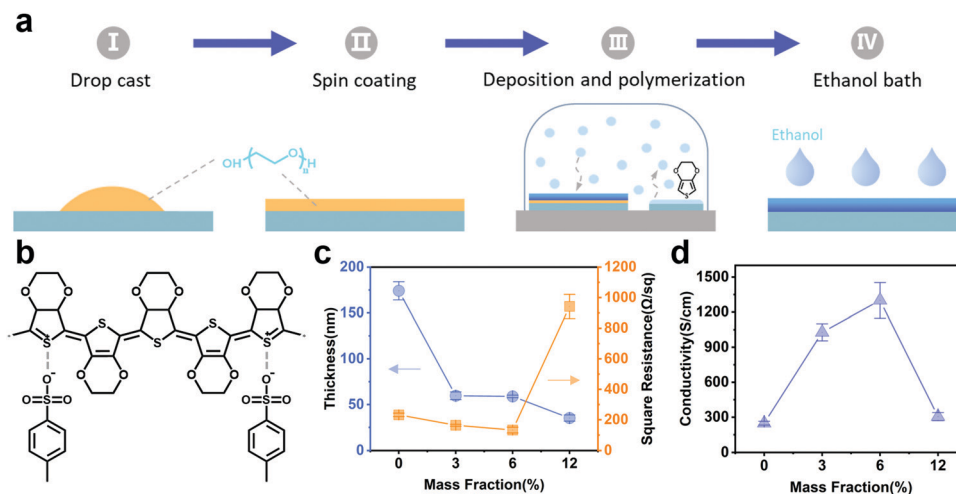 a
I
II
III
IV
Drop cast
Spin coating
Deposition and polymerization
Ethanol bath
OH
O
n
H
O
O
S
Ethanol
b
O
O
O
O
O
O
S
S
S
S
S
+
+
O
O
O
O
O-
O-
O=S=O
O=S=O
c
200
150
100
50
0
Thickness(nm)
1200
1000
800
600
400
200
0
Square Resistance(Ω/sq)
0
3
6
12
Mass Fraction(%)
d
1500
1200
900
600
300
0
Conductivity(S/cm)
0
3
6
12
Mass Fraction(%)